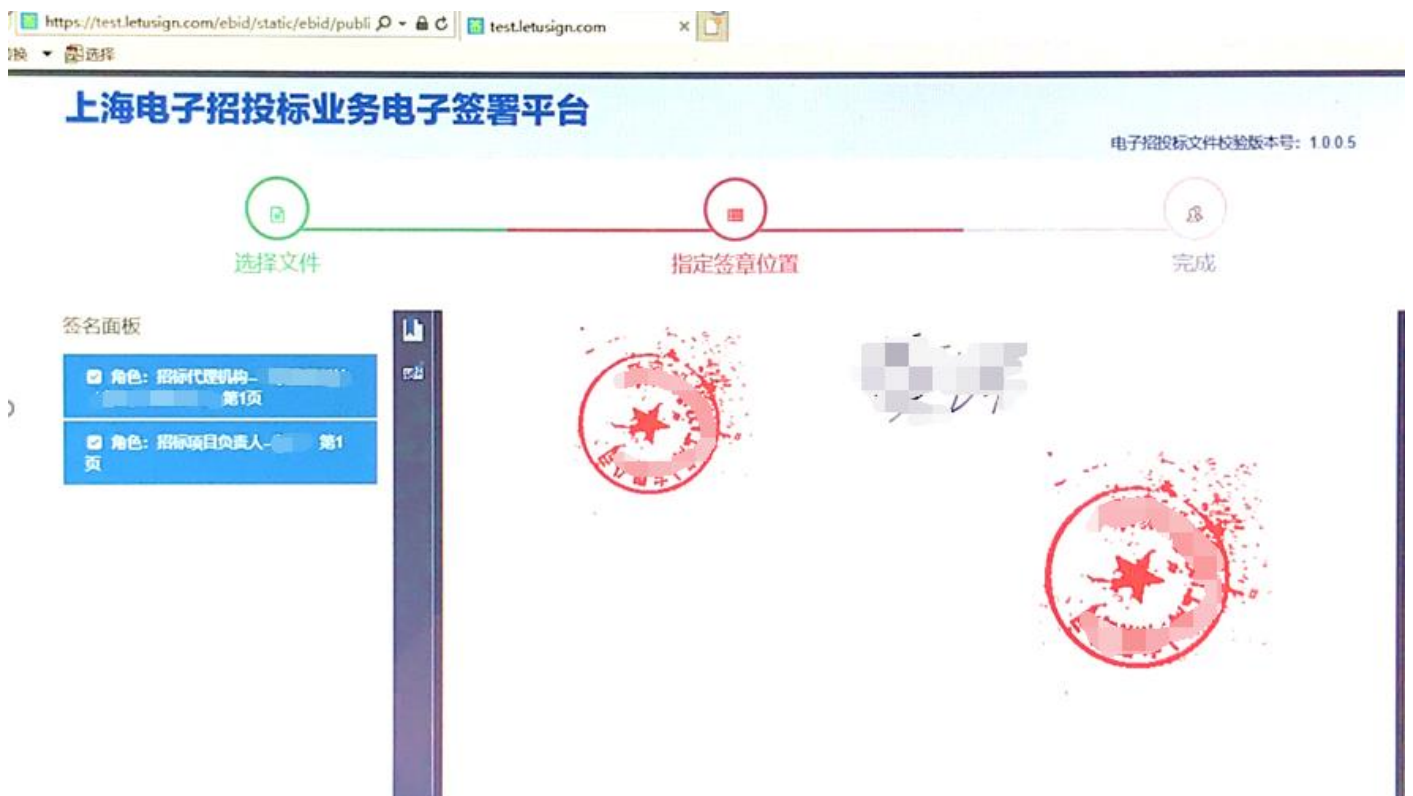 https://test.letusign.com/ebid/static/ebid/publi
test.letusign.com
换 选择
上海电子招投标业务电子签署平台
电子招投标文件校验版本号：1.0.0.5
选择文件
指定签章位置
完成
签名面板
角色：招标代理机构-
第1页
角色：招标项目负责人- 第1
页